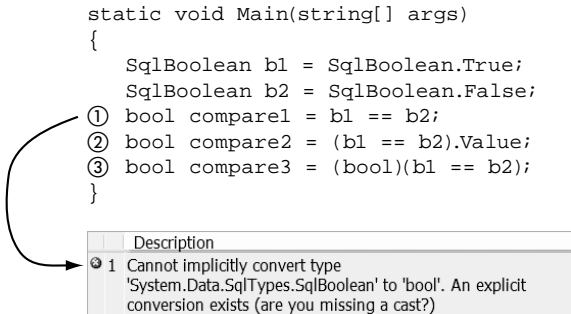 static void Main(string[] args)
{
SqlBoolean b1 = SqlBoolean.True;
SqlBoolean b2 = SqlBoolean.False;
① bool compare1 = b1 == b2;
② bool compare2 = (b1 == b2).Value;
③ bool compare3 = (bool)(b1 == b2);
}
Description
1 Cannot implicitly convert type
'System.Data.SqlTypes.SqlBoolean' to 'bool'. An explicit
conversion exists (are you missing a cast?)